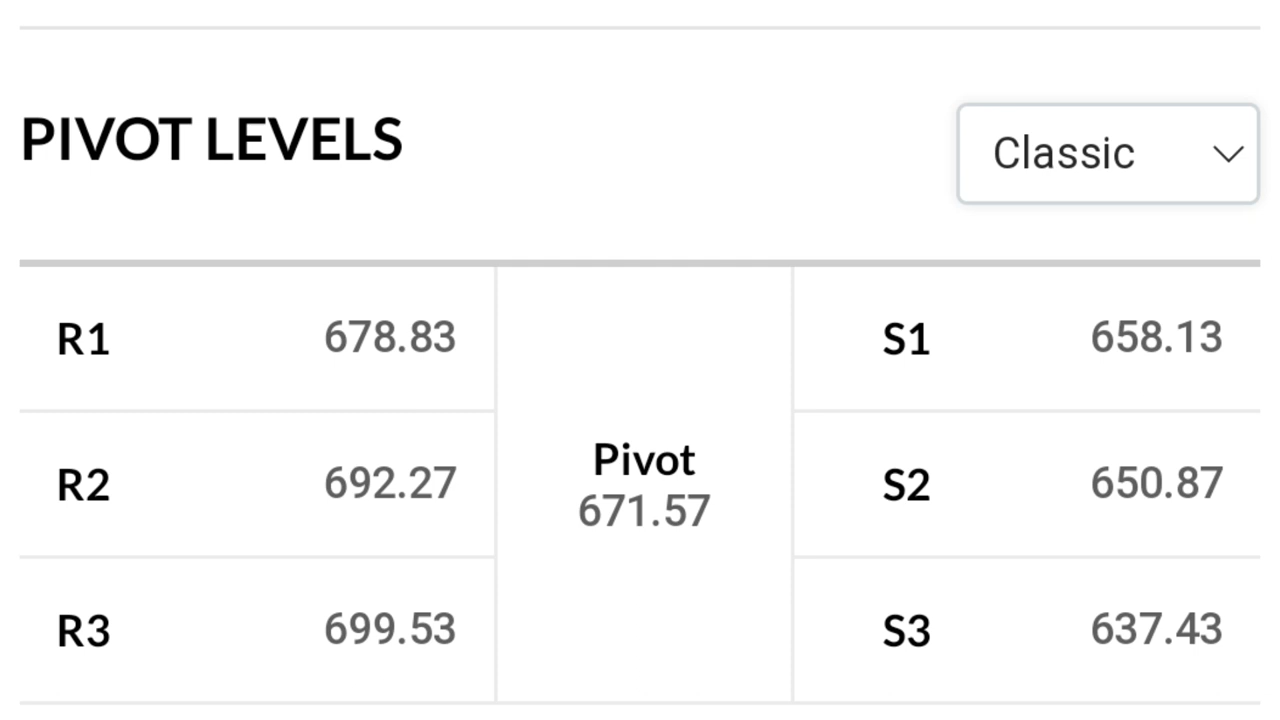 PIVOT LEVELS
Classic
R1 678.83
R2 692.27
R3 699.53
Pivot
671.57
S1 658.13
S2 650.87
S3 637.43